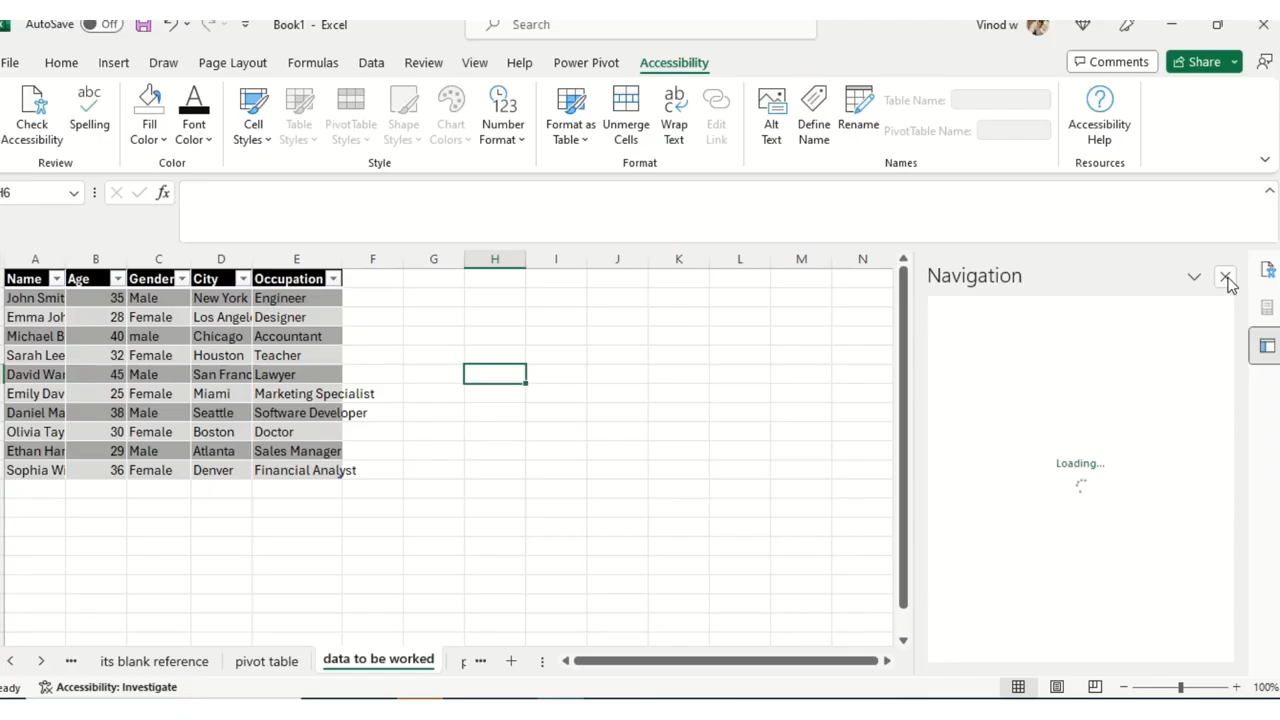 AutoSave Off Book1 - Excel Search Vinod w
File Home Insert Draw Page Layout Formulas Data Review View Help Power Pivot Accessibility Comments Share
Check Accessibility
Spelling
Review
Fill Color
Font Color
Color
Cell Styles
Table Styles
PivotTable Styles
Shape Styles
Chart Colors
Number Format
Style
Format as Table
Unmerge Cells
Wrap Text
Edit Link
Format
Alt Text
Define Name
Rename
Table Name:
PivotTable Name:
Names
Accessibility Help
Resources
H6 fx
A B C D E F G H I J K L M N
Name Age Gender City Occupation
John Smit 35 Male New York Engineer
Emma Joh 28 Female Los Angel Designer
Michael B 40 male Chicago Accountant
Sarah Lee 32 Female Houston Teacher
David War 45 Male San Franc Lawyer
Emily Dav 25 Female Miami Marketing Specialist
Daniel Ma 38 Male Seattle Software Developer
Olivia Tay 30 Female Boston Doctor
Ethan Har 29 Male Atlanta Sales Manager
Sophia Wi 36 Female Denver Financial Analyst
Navigation
Loading...
its blank reference pivot table data to be worked p
eady Accessibility: Investigate 100%